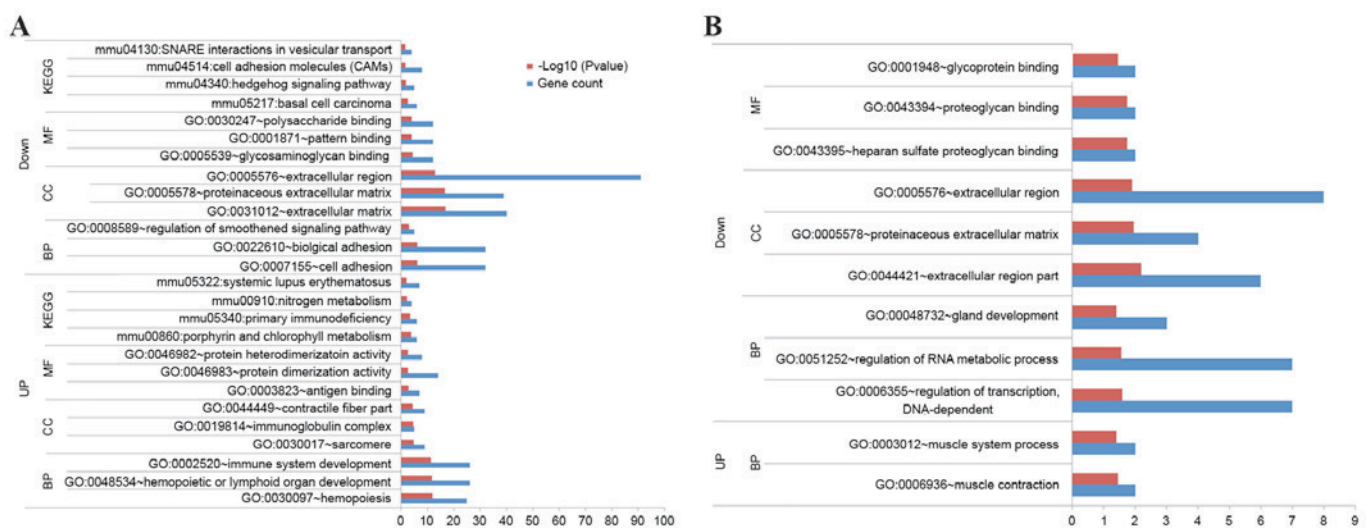 A
KEGG
mmu04130:SNARE interactions in vesicular transport
mmu04514:cell adhesion molecules (CAMs)
mmu04340:hedgehog signaling pathway
mmu05217:basal cell carcinoma
Down
MF
GO:0030247~polysaccharide binding
GO:0001871~pattern binding
GO:0005539~glycosaminoglycan binding
CC
GO:0005576~extracellular region
GO:0005578~proteinaceous extracellular matrix
GO:0031012~extracellular matrix
BP
GO:0008589~regulation of smoothened signaling pathway
GO:0022610~biolgical adhesion
GO:0007155~cell adhesion
UP
KEGG
mmu05322:systemic lupus erythematosus
mmu00910:nitrogen metabolism
mmu05340:primary immunodeficiency
mmu00860:porphyrin and chlorophyll metabolism
MF
GO:0046982~protein heterodimerizatoin activity
GO:0046983~protein dimerization activity
GO:0003823~antigen binding
CC
GO:0044449~contractile fiber part
GO:0019814~immunoglobulin complex
GO:0030017~sarcomere
BP
GO:0002520~immune system development
GO:0048534~hemopoietic or lymphoid organ development
GO:0030097~hemopoiesis
0 10 20 30 40 50 60 70 80 90 100
-Log10 (Pvalue)
Gene count
B
Down
MF
GO:0001948~glycoprotein binding
GO:0043394~proteoglycan binding
GO:0043395~heparan sulfate proteoglycan binding
CC
GO:0005576~extracellular region
GO:0005578~proteinaceous extracellular matrix
GO:0044421~extracellular region part
BP
GO:00048732~gland development
GO:0051252~regulation of RNA metabolic process
GO:0006355~regulation of transcription,
DNA-dependent
UP
BP
GO:0003012~muscle system process
GO:0006936~muscle contraction
0 1 2 3 4 5 6 7 8 9